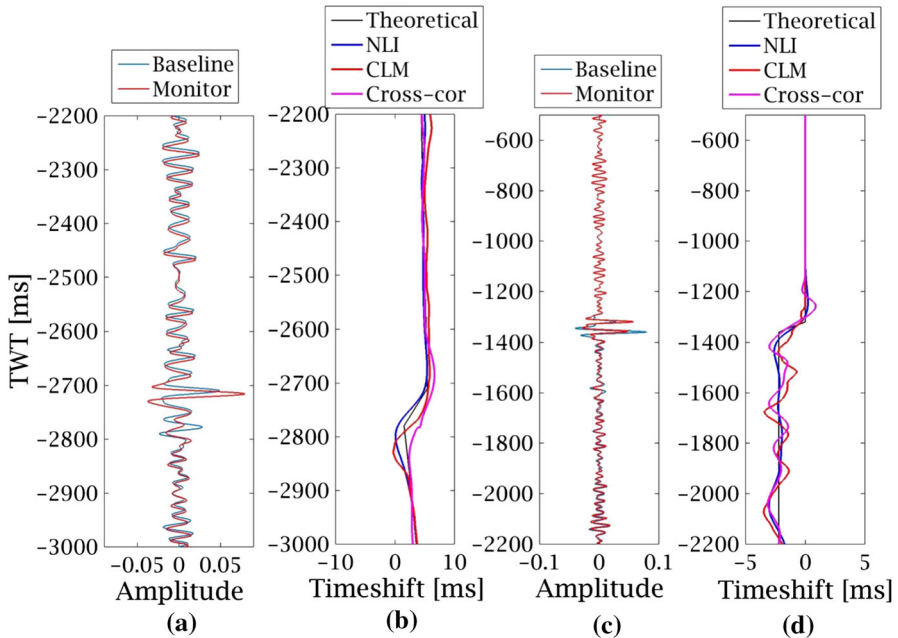 Baseline
Monitor
Theoretical
NLI
CLM
Cross-cor
Baseline
Monitor
Theoretical
NLI
CLM
Cross-cor
TWT [ms]
-2200
-2300
-2400
-2500
-2600
-2700
-2800
-2900
-3000
-0.05 0 0.05
Amplitude
(a)
-2200
-2300
-2400
-2500
-2600
-2700
-2800
-2900
-3000
-10 0 10
Timeshift [ms]
(b)
-600
-800
-1000
-1200
-1400
-1600
-1800
-2000
-2200
-0.1 0 0.1
Amplitude
(c)
-600
-800
-1000
-1200
-1400
-1600
-1800
-2000
-2200
-5 0 5
Timeshift [ms]
(d)